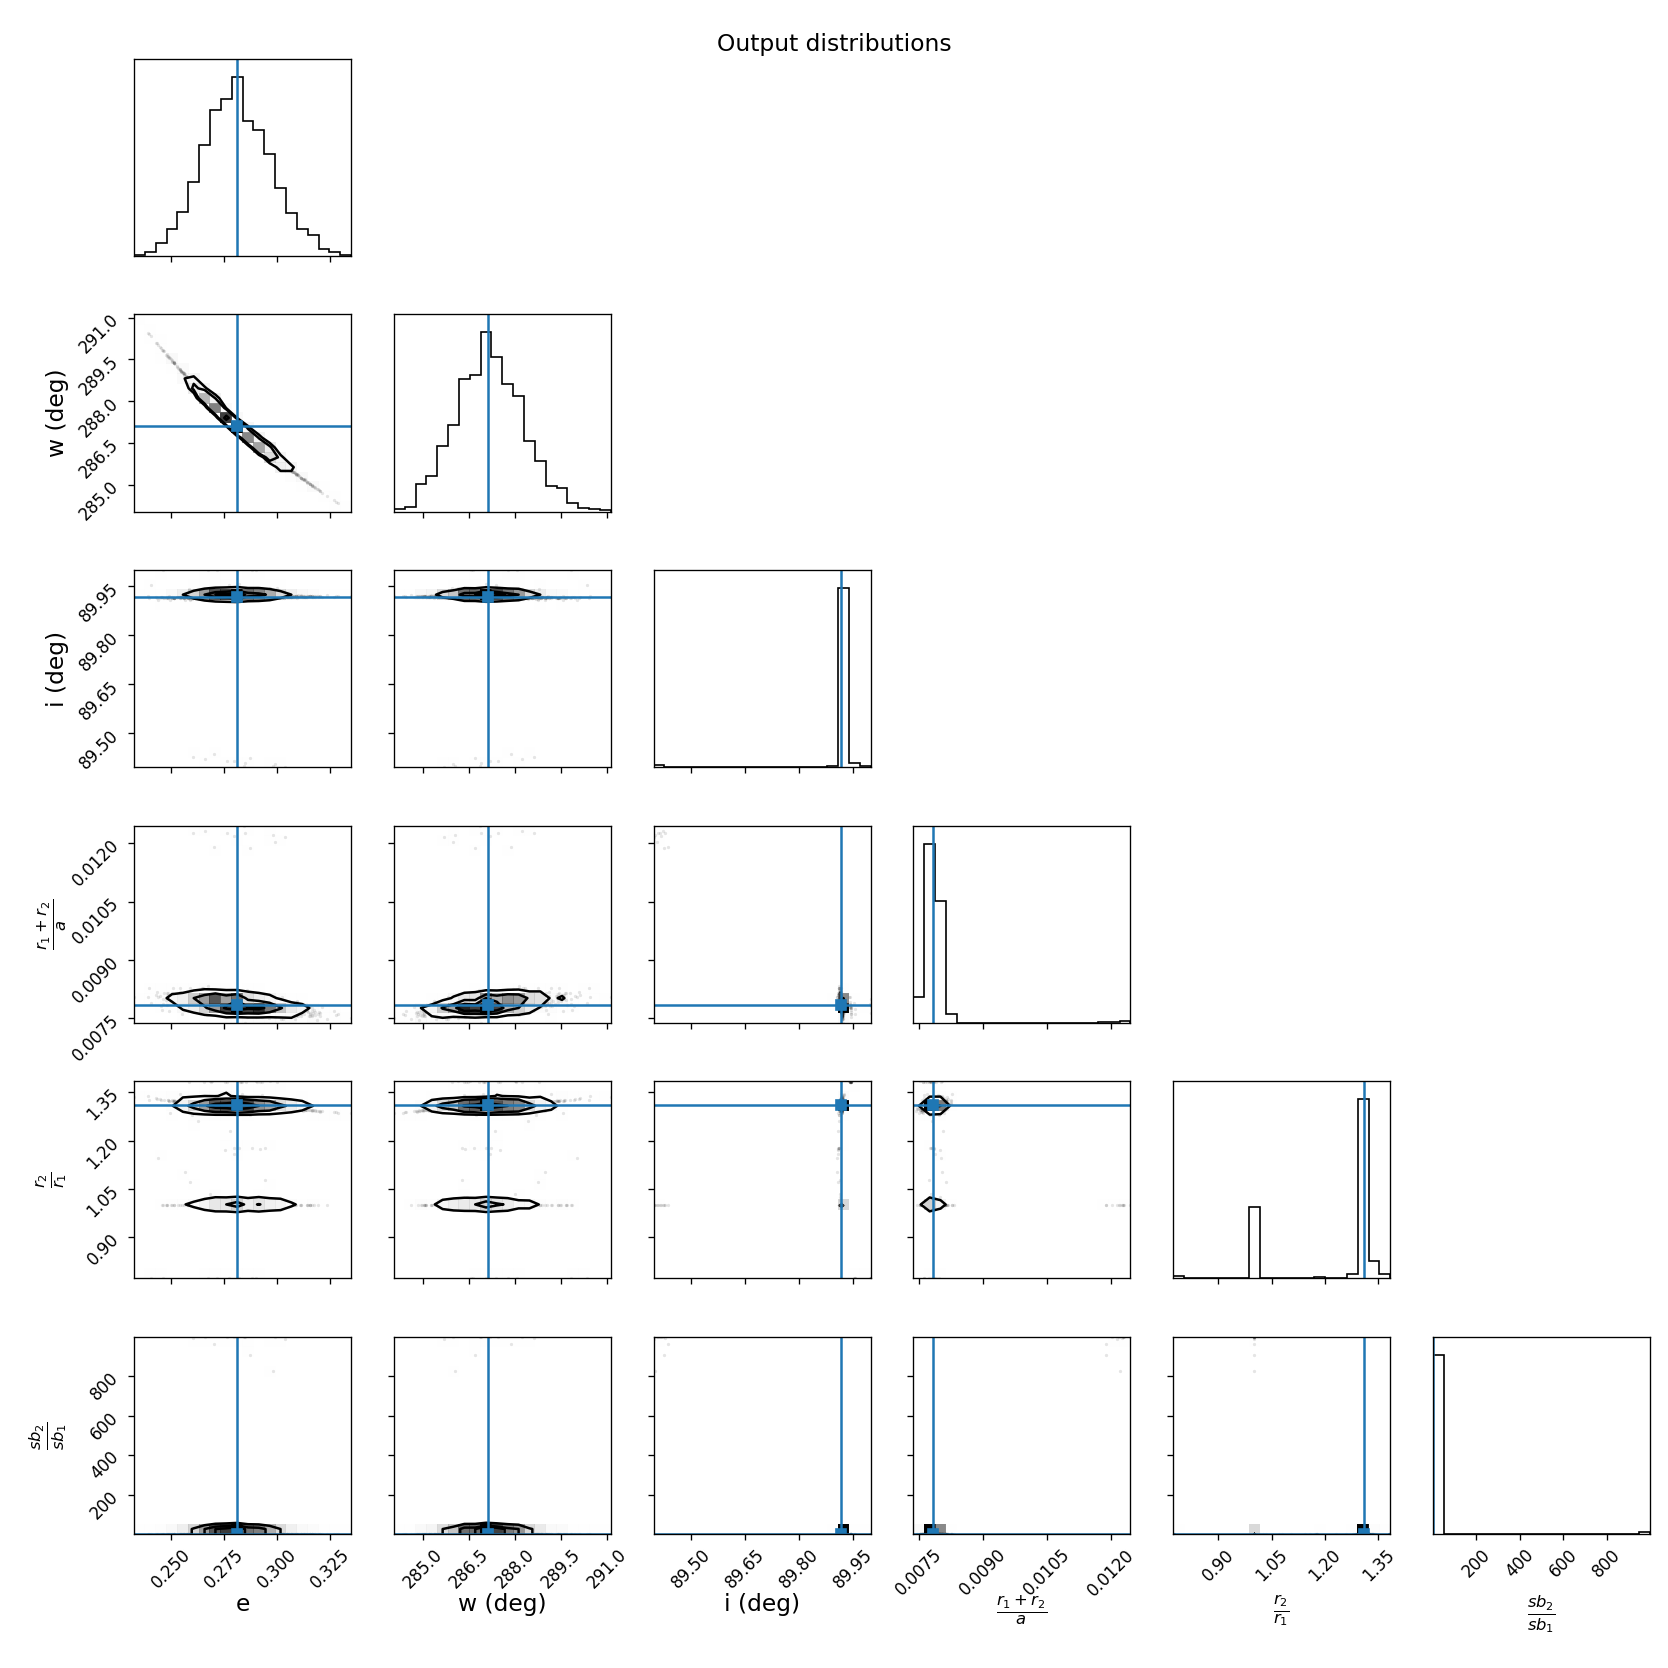 Output distributions
w (deg)
291.0
289.5
288.0
286.5
285.0
i (deg)
89.95
89.80
89.65
89.50
r1 + r2
a
0.0120
0.0105
0.0090
0.0075
r2
r1
1.35
1.20
1.05
0.90
sb2
sb1
800
600
400
200
0.250 0.275 0.300 0.325
285.0 286.5 288.0 289.5 291.0
89.50 89.65 89.80 89.95
0.0075 0.0090 0.0105 0.0120
0.90 1.05 1.20 1.35
200 400 600 800
e
w (deg)
i (deg)
r1 + r2
a
r2
r1
sb2
sb1